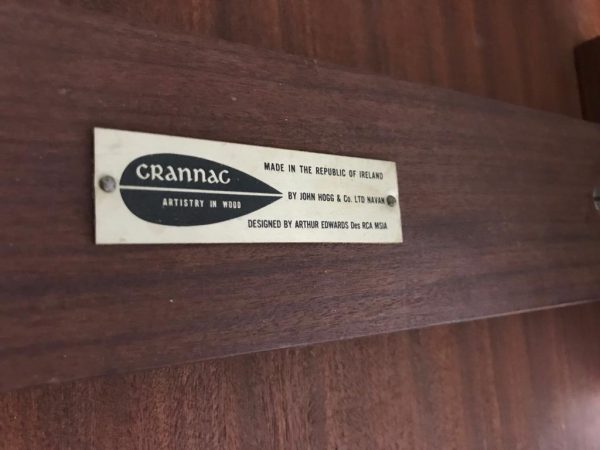 CRANNAC
ARTISTRY IN WOOD
MADE IN THE REPUBLIC OF IRELAND
BY JOHN HOGG & Co. LTD NAVAN
DESIGNED BY ARTHUR EDWARDS Des RCA MSIA